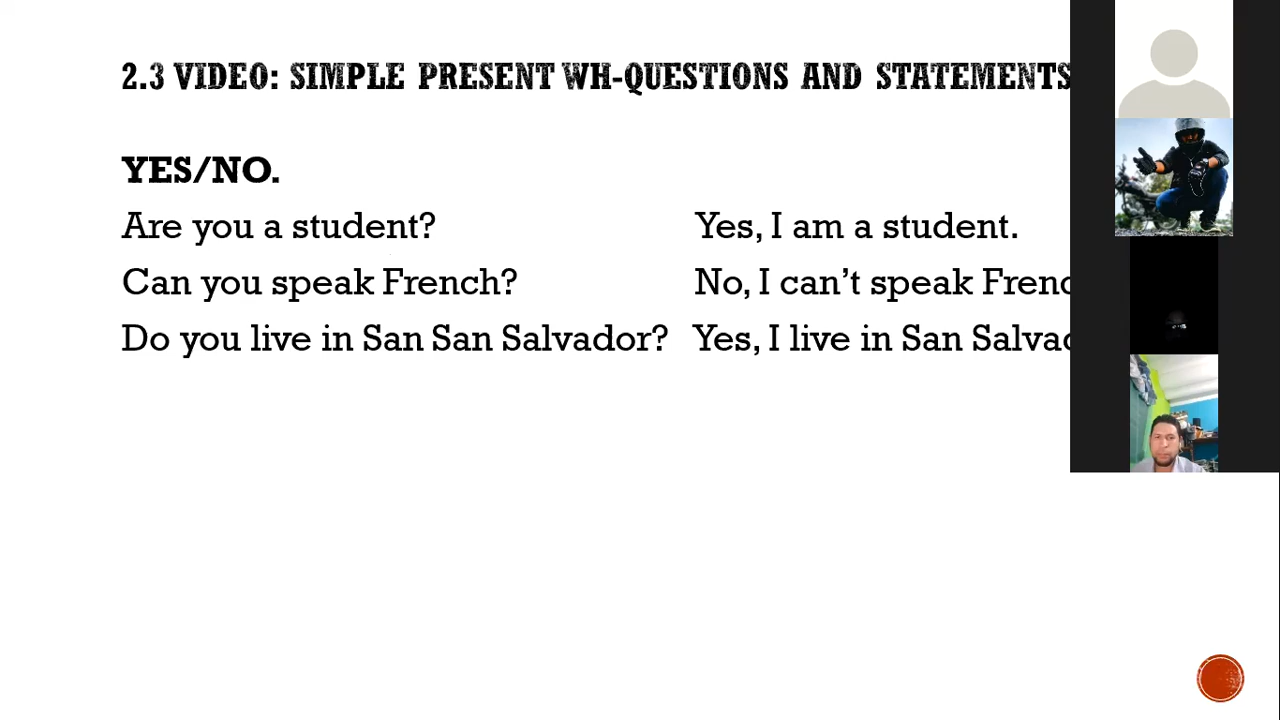 2.3 VIDEO: SIMPLE PRESENT WH-QUESTIONS AND STATEMENTS
YES/NO.
Are you a student? Yes, I am a student.
Can you speak French? No, I can’t speak Frenc
Do you live in San San Salvador? Yes, I live in San Salvad